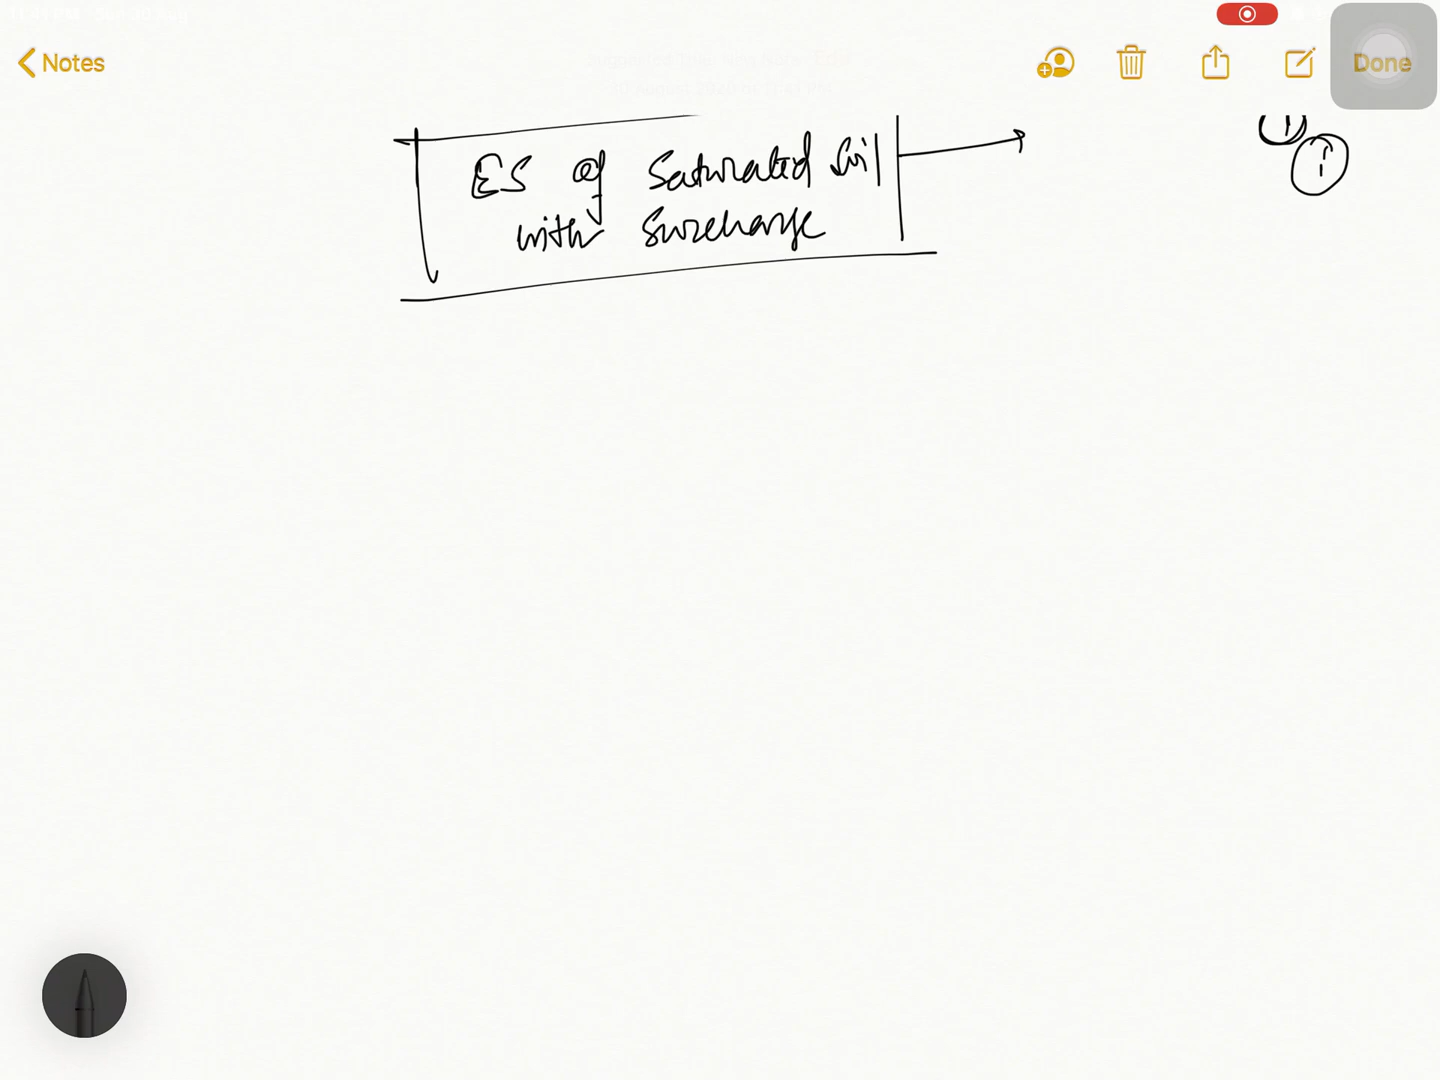 Notes
Done
ES of Saturated Soil
with Surcharge